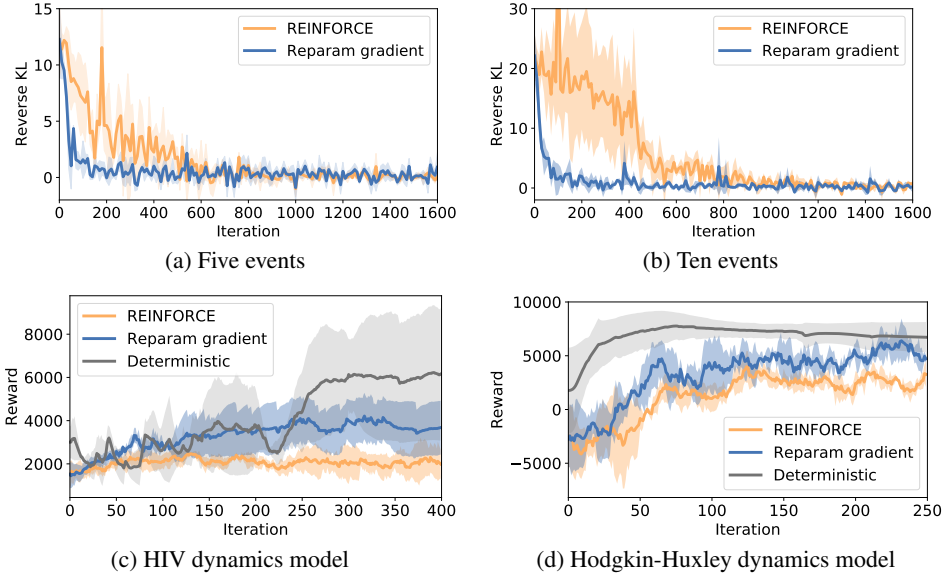 15
10
5
0
Reverse KL
REINFORCE
Reparam gradient
0 200 400 600 800 1000 1200 1400 1600
Iteration
(a) Five events
30
20
10
0
Reverse KL
REINFORCE
Reparam gradient
0 200 400 600 800 1000 1200 1400 1600
Iteration
(b) Ten events
8000
6000
4000
2000
Reward
REINFORCE
Reparam gradient
Deterministic
0 50 100 150 200 250 300 350 400
Iteration
(c) HIV dynamics model
10000
5000
0
−5000
Reward
REINFORCE
Reparam gradient
Deterministic
0 50 100 150 200 250
Iteration
(d) Hodgkin-Huxley dynamics model